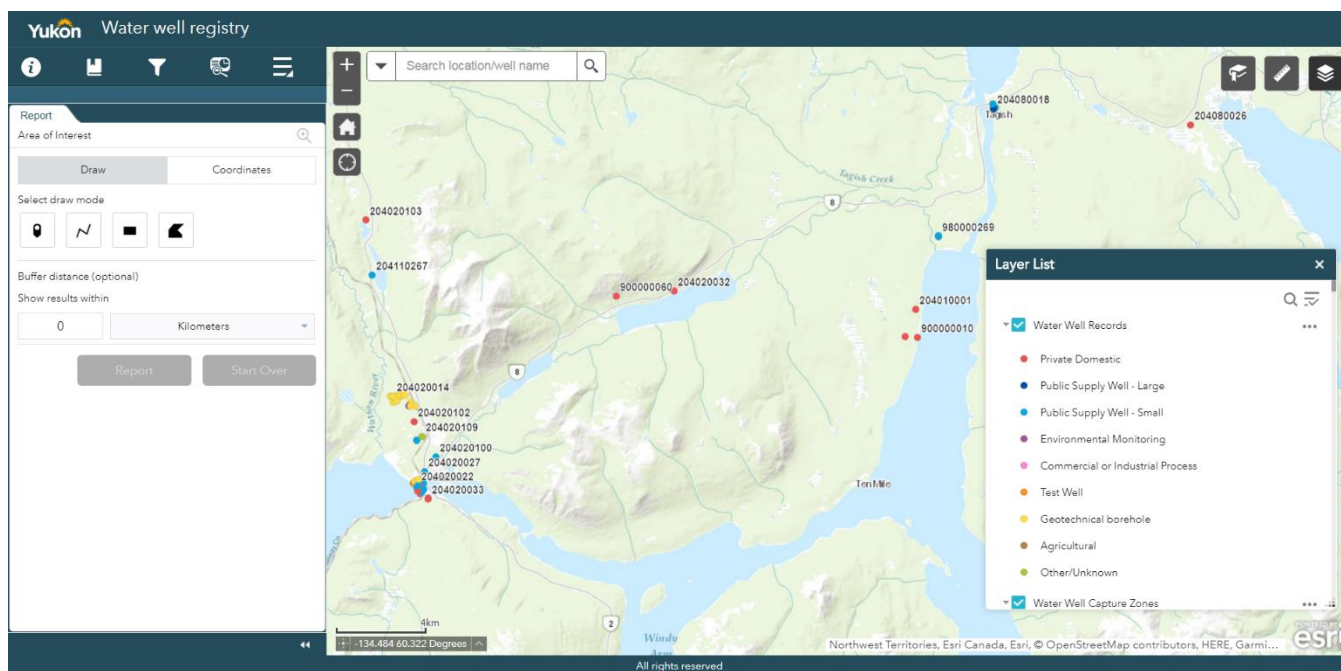 Yukon Water well registry
Search location/well name
Report
Area of Interest
Draw Coordinates
Select draw mode
Buffer distance (optional)
Show results within
0 Kilometers
Report Start Over
204080018
Tagish
204080026
Tagish Creek
8
204020103
980000269
204110267
900000060 204020032
204010001
900000010
8
204020014
Watson River
204020102
204020109
204020100
204020027
204020022
204020033
Ten Mile
2
Windy
Arm
4km
-134.484 60.322 Degrees
Layer List
Water Well Records
Private Domestic
Public Supply Well - Large
Public Supply Well - Small
Environmental Monitoring
Commercial or Industrial Process
Test Well
Geotechnical borehole
Agricultural
Other/Unknown
Water Well Capture Zones
POWERED BY
esri
Northwest Territories, Esri Canada, Esri, © OpenStreetMap contributors, HERE, Garmi...
All rights reserved